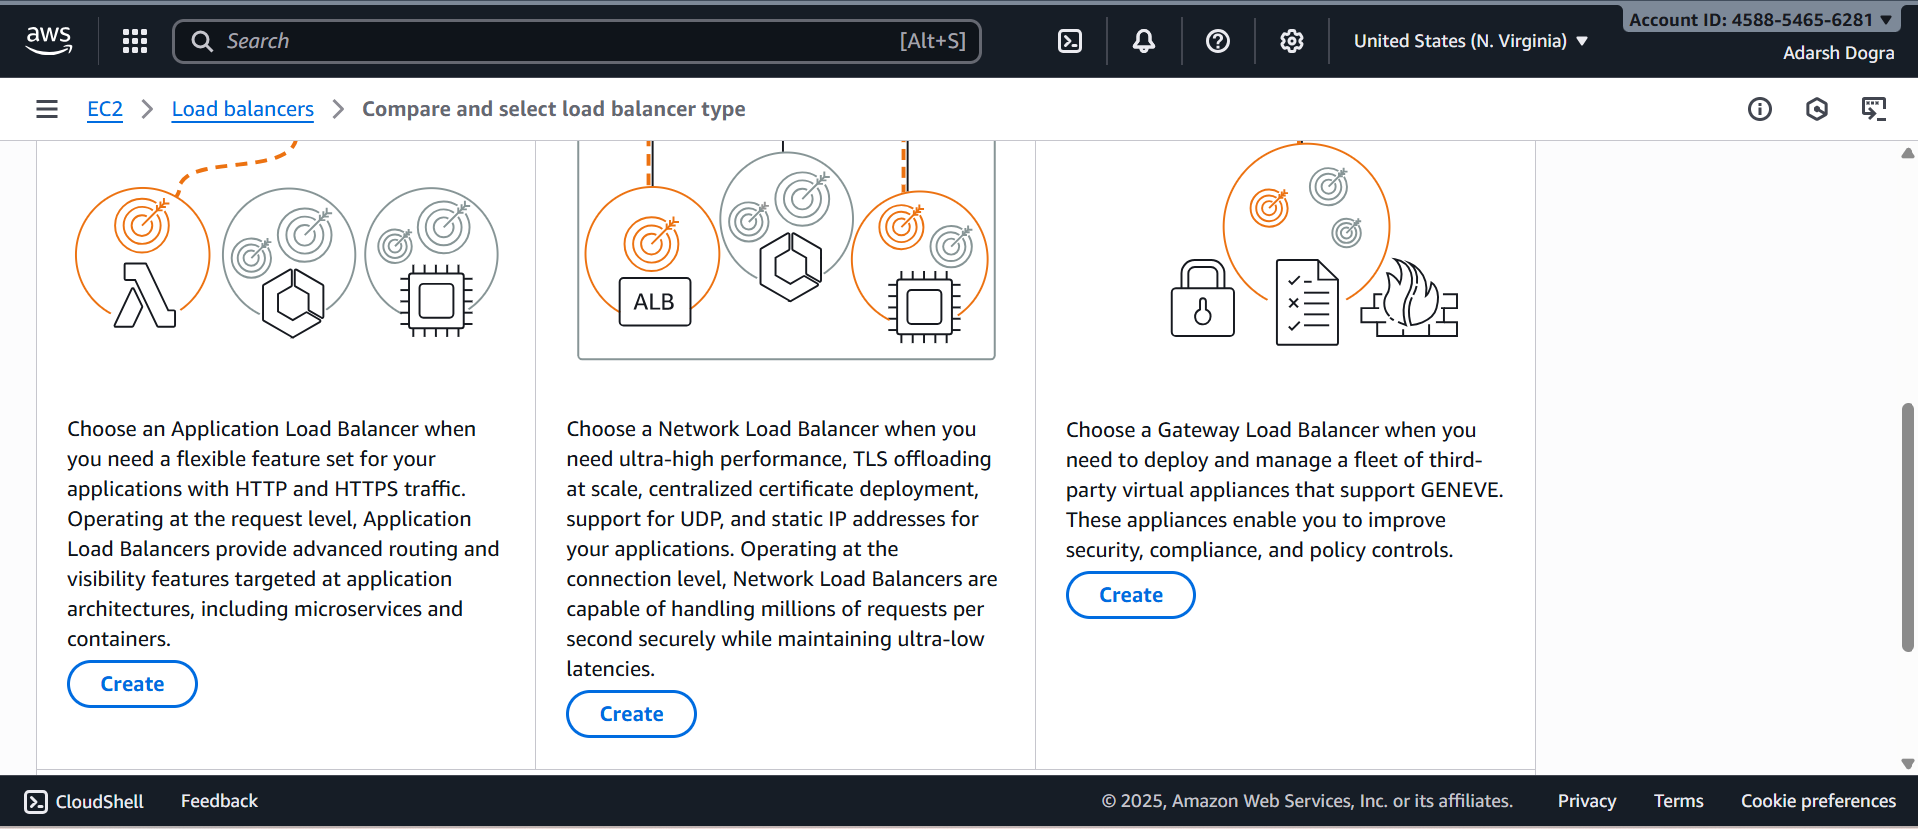 aws
Search
[Alt+S]
United States (N. Virginia)
Account ID: 4588-5465-6281
Adarsh Dogra
EC2
Load balancers
Compare and select load balancer type
ALB
Choose an Application Load Balancer when
you need a flexible feature set for your
applications with HTTP and HTTPS traffic.
Operating at the request level, Application
Load Balancers provide advanced routing and
visibility features targeted at application
architectures, including microservices and
containers.
Create
Choose a Network Load Balancer when you
need ultra-high performance, TLS offloading
at scale, centralized certificate deployment,
support for UDP, and static IP addresses for
your applications. Operating at the
connection level, Network Load Balancers are
capable of handling millions of requests per
second securely while maintaining ultra-low
latencies.
Create
Choose a Gateway Load Balancer when you
need to deploy and manage a fleet of third-
party virtual appliances that support GENEVE.
These appliances enable you to improve
security, compliance, and policy controls.
Create
CloudShell
Feedback
© 2025, Amazon Web Services, Inc. or its affiliates.
Privacy
Terms
Cookie preferences